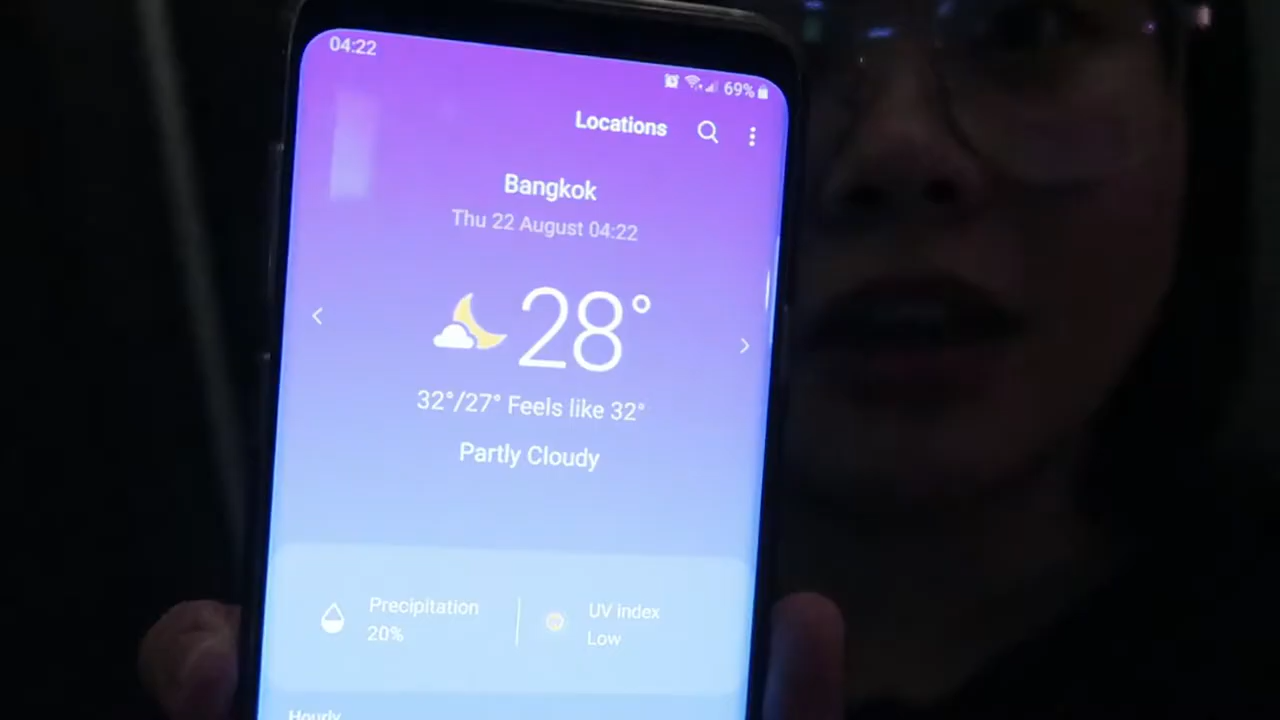 04:22
69%
Locations
Bangkok
Thu 22 August 04:22
28°
32°/27° Feels like 32°
Partly Cloudy
Precipitation
20%
UV index
Low
Hourly